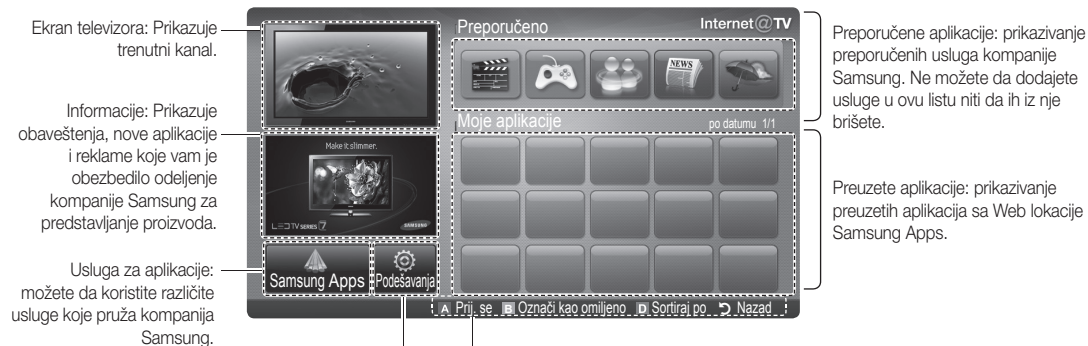 Ekran televizora: Prikazuje
trenutni kanal.
Informacije: Prikazuje
obaveštenja, nove aplikacije
i reklame koje vam je
obezbedilo odeljenje
kompanije Samsung za
predstavljanje proizvoda.
Usluga za aplikacije:
možete da koristite različite
usluge koje pruža kompanija
Samsung.
Preporučeno
Internet@TV
NEWS
Moje aplikacije
po datumu 1/1
Make it slimmer.
LED TV SERIES 7
SAMSUNG
Samsung Apps
Podešavanja
A Prij. se B Označi kao omiljeno D Sortiraj po Nazad
Preporučene aplikacije: prikazivanje
preporučenih usluga kompanije
Samsung. Ne možete da dodajete
usluge u ovu listu niti da ih iz nje
brišete.
Preuzete aplikacije: prikazivanje
preuzetih aplikacija sa Web lokacije
Samsung Apps.